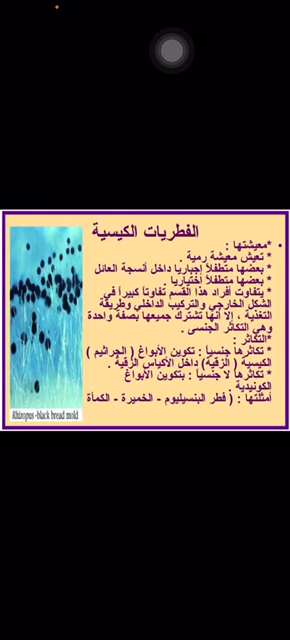 الفطريات الكيسية
• *معيشتها :
* تعيش معيشة رمية .
* بعضها متطفلاً إجبارياً داخل أنسجة العائل
* بعضها متطفلاً اختيارياً
* يتفاوت أفراد هذا القسم تفاوتاً كبيراً في
الشكل الخارجي والتركيب الداخلي وطريقة
التغذية ، إلا أنها تشترك جميعها بصفة واحدة
وهي التكاثر الجنسى .
*التكاثر :
* تكاثرها جنسياً : تكوين الأبواغ ( الجراثيم )
الكيسية ( الزقية) داخل الأكياس الزقية .
* تكاثرها لا جنسياً : بتكوين الأبواغ
الكونيدية .
أمثلتها : ( فطر البنسيليوم - الخميرة - الكمأة
Rhizopus -black bread mold